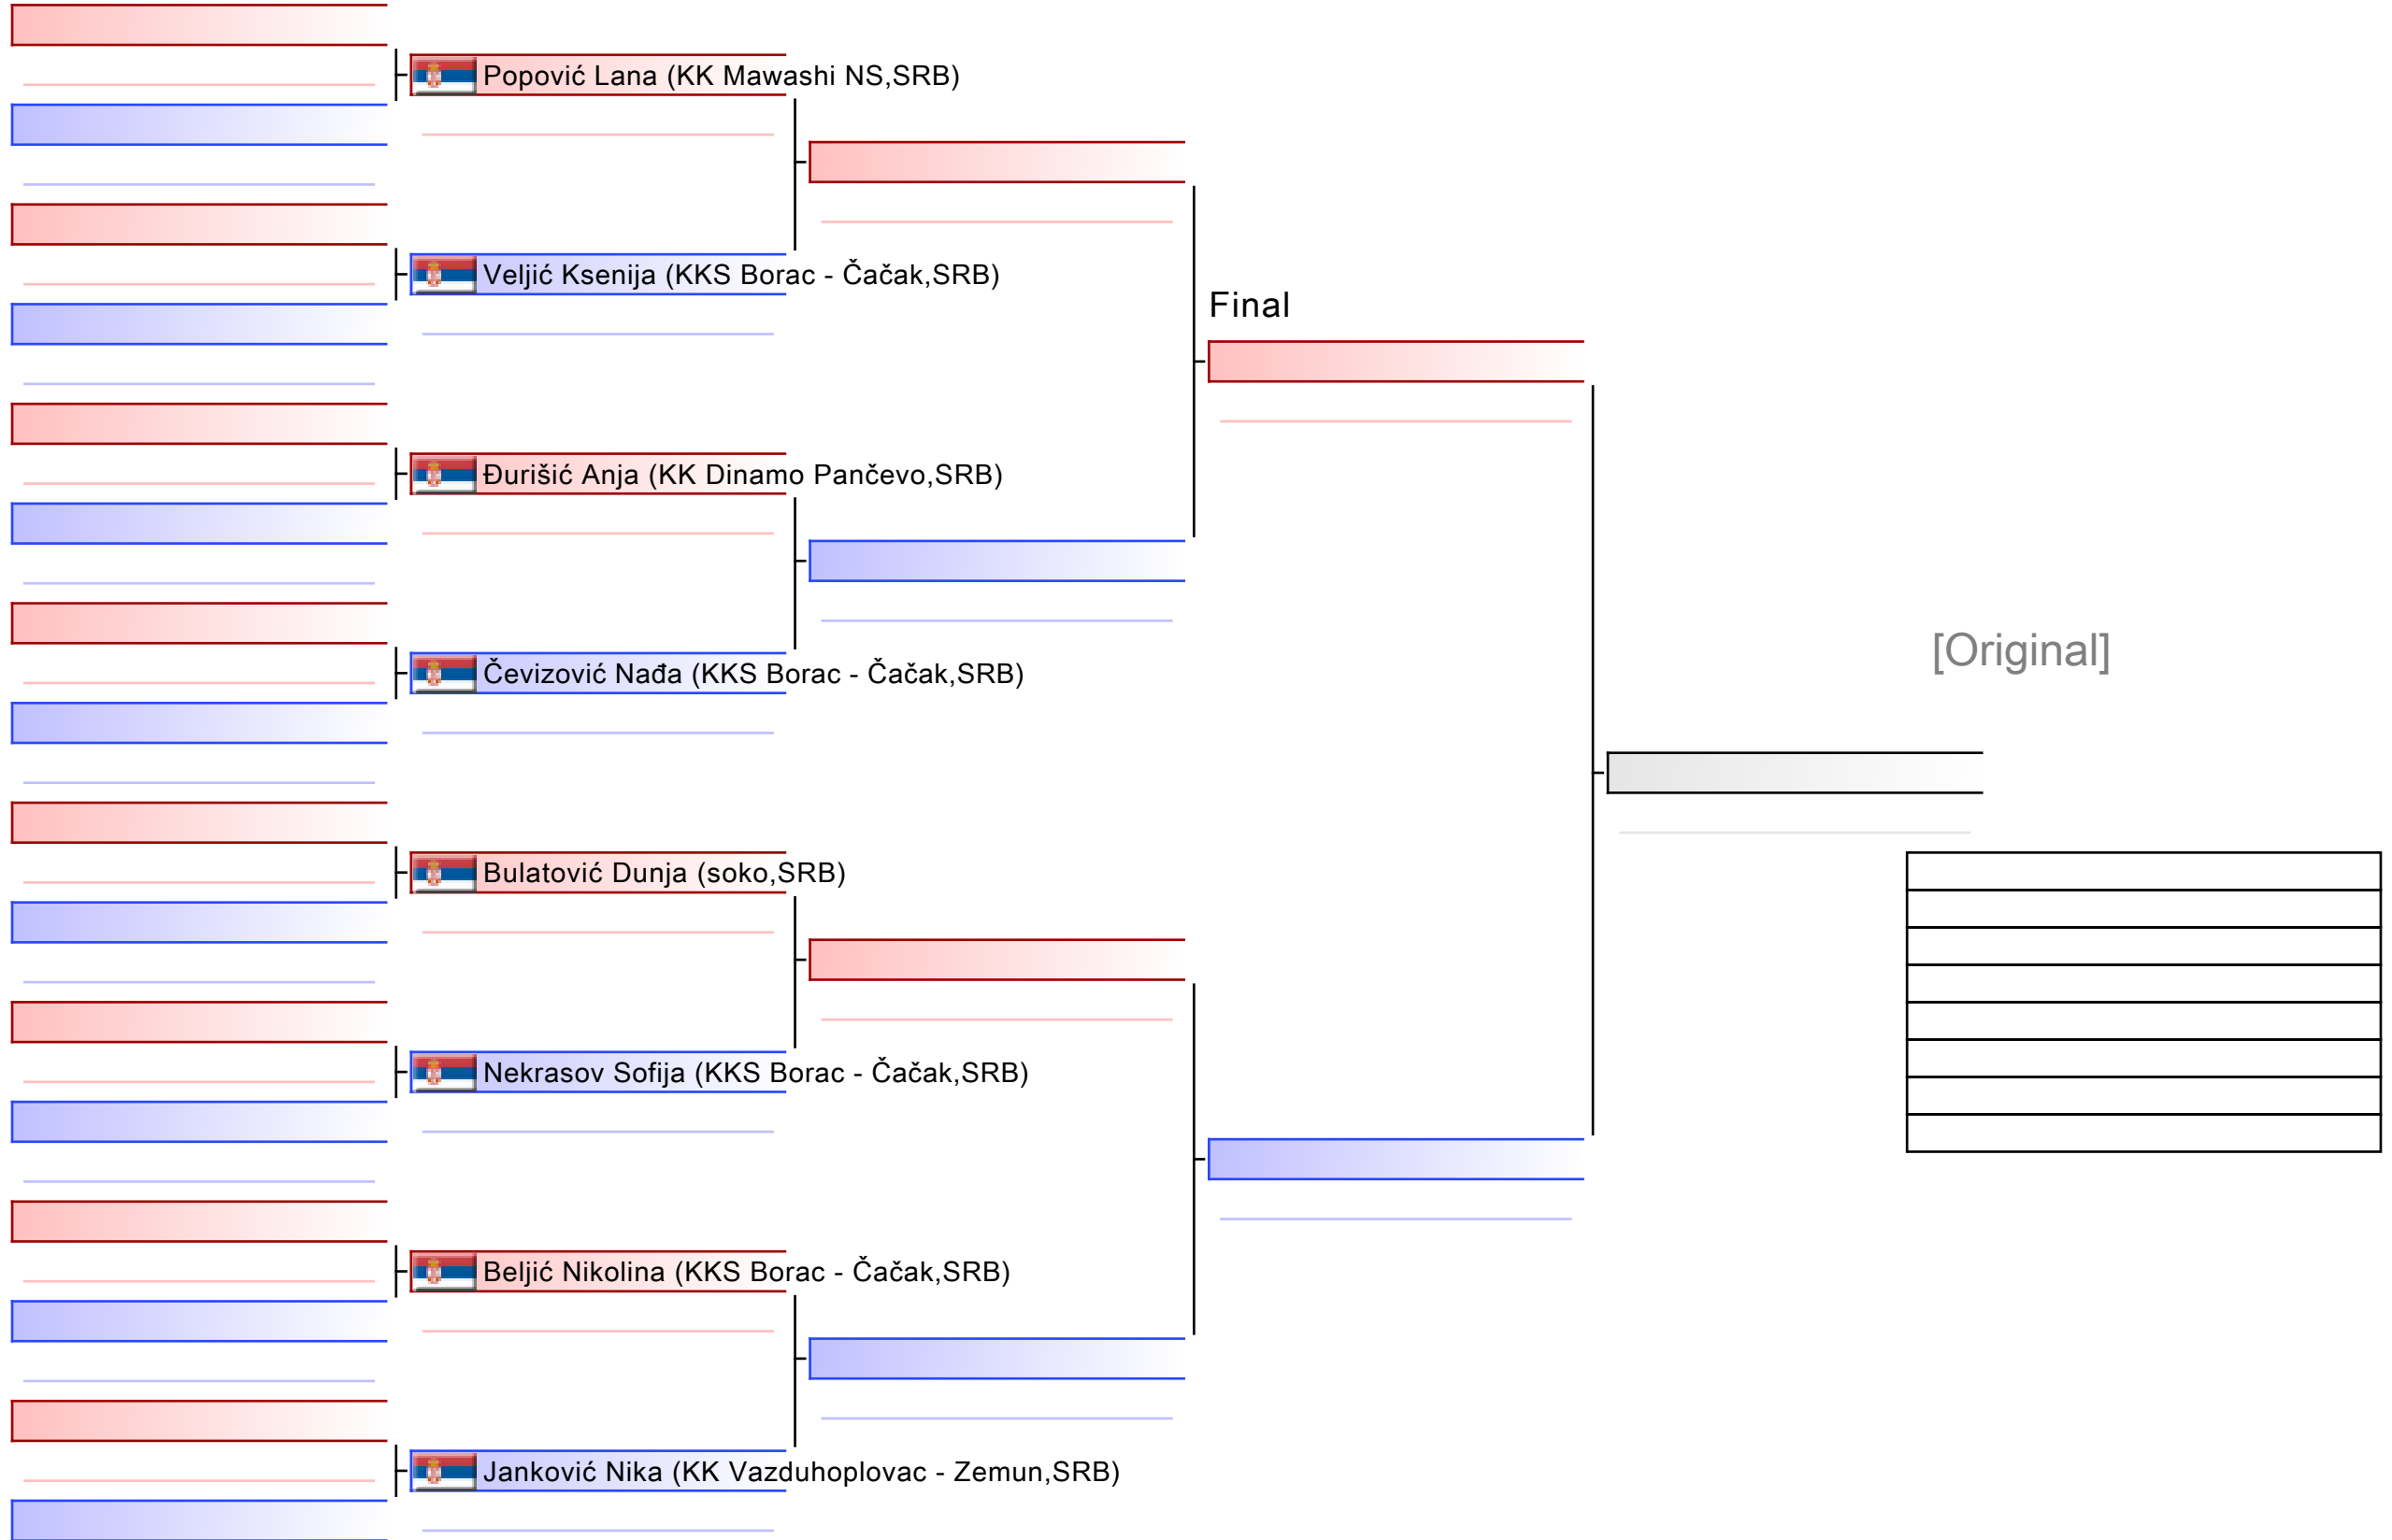 Popović Lana (KK Mawashi NS,SRB)
Veljić Ksenija (KKS Borac - Čačak,SRB)
Final
Đurišić Anja (KK Dinamo Pančevo,SRB)
[Original]
Čevizović Nađa (KKS Borac - Čačak,SRB)
Bulatović Dunja (soko,SRB)
Nekrasov Sofija (KKS Borac - Čačak,SRB)
Beljić Nikolina (KKS Borac - Čačak,SRB)
Janković Nika (KK Vazduhoplovac - Zemun,SRB)